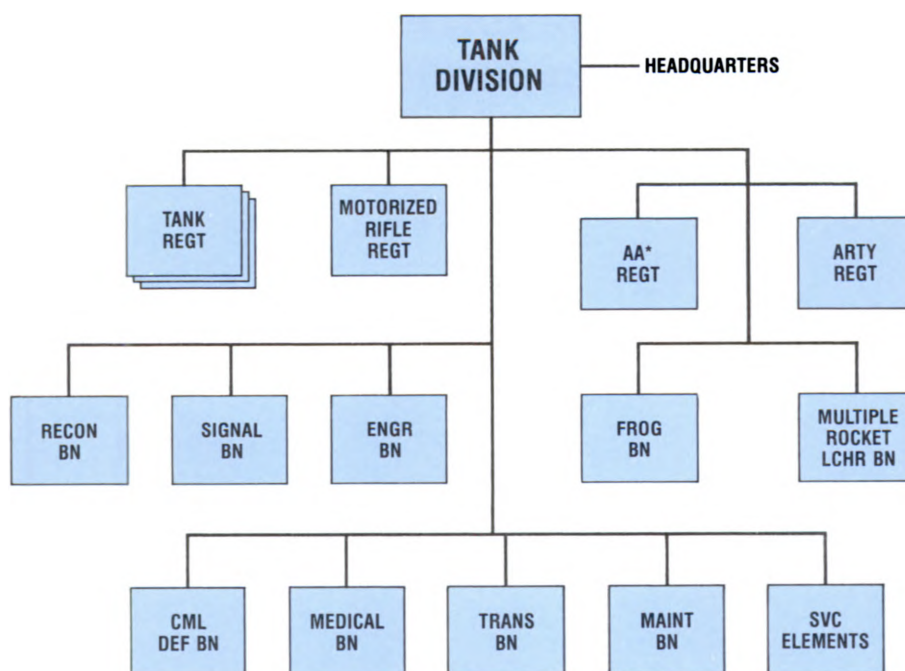 TANK
DIVISION
HEADQUARTERS
TANK
REGT
MOTORIZED
RIFLE
REGT
AA*
REGT
ARTY
REGT
RECON
BN
SIGNAL
BN
ENGR
BN
FROG
BN
MULTIPLE
ROCKET
LCHR BN
CML
DEF BN
MEDICAL
BN
TRANS
BN
MAINT
BN
SVC
ELEMENTS